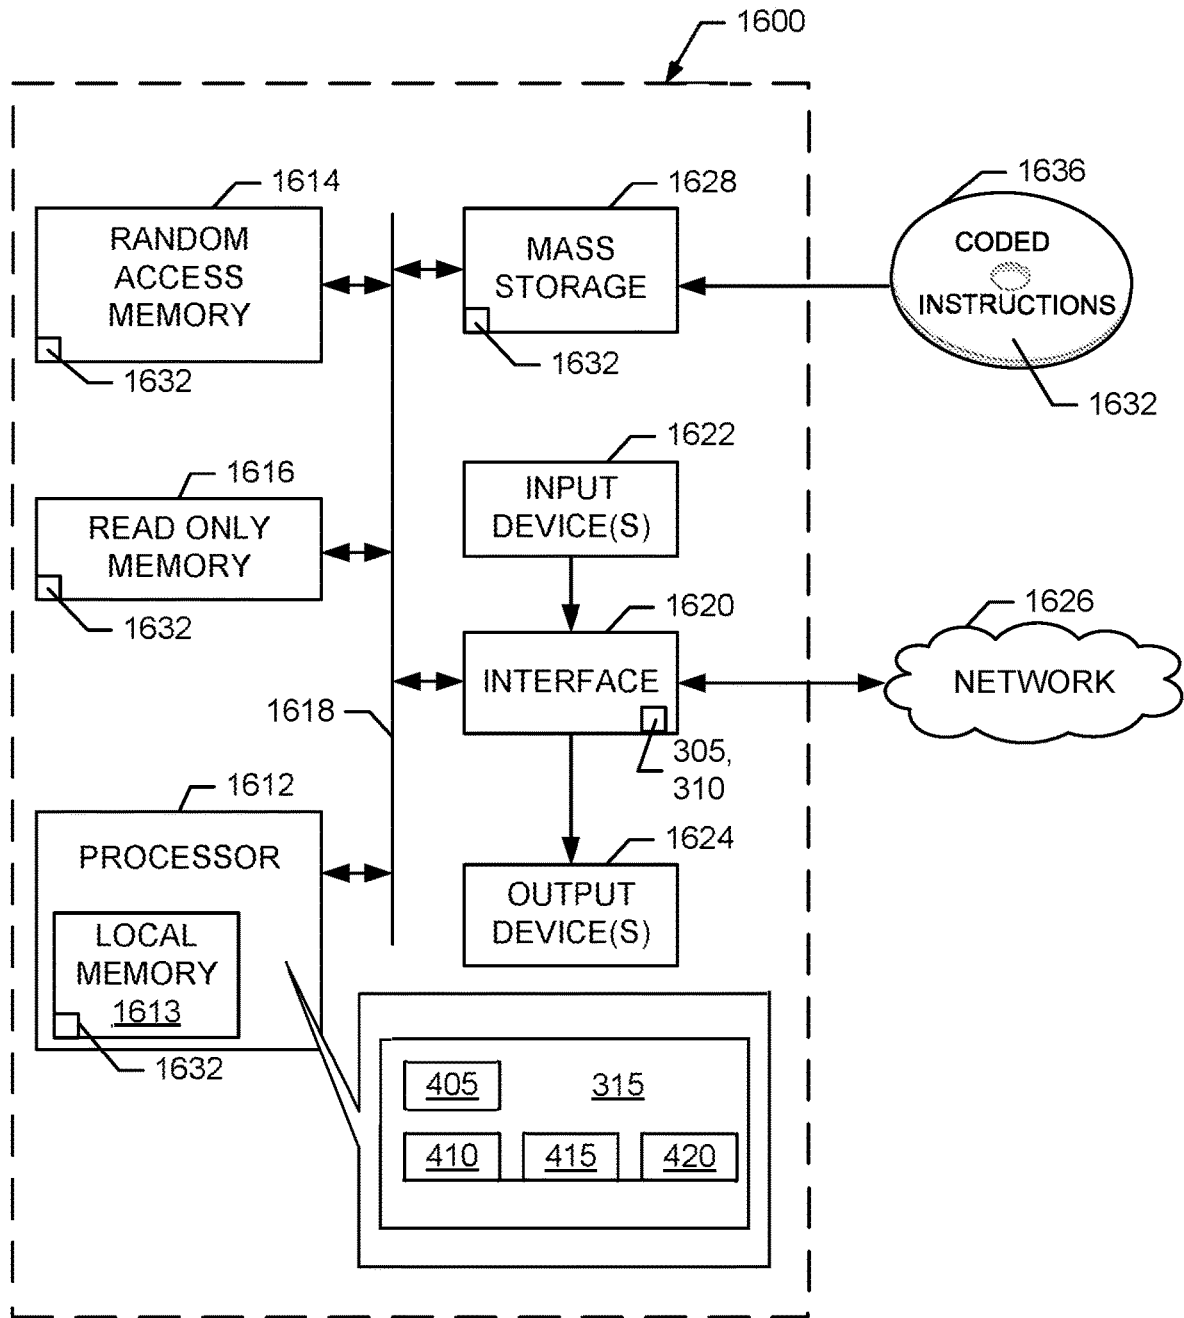 1600
1614
RANDOM
ACCESS
MEMORY
1632
1628
MASS
STORAGE
1632
1636
CODED
INSTRUCTIONS
1632
1616
READ ONLY
MEMORY
1632
1622
INPUT
DEVICE(S)
1620
INTERFACE
305,
310
1626
NETWORK
1618
1612
PROCESSOR
LOCAL
MEMORY
1613
1632
1624
OUTPUT
DEVICE(S)
405
315
410
415
420